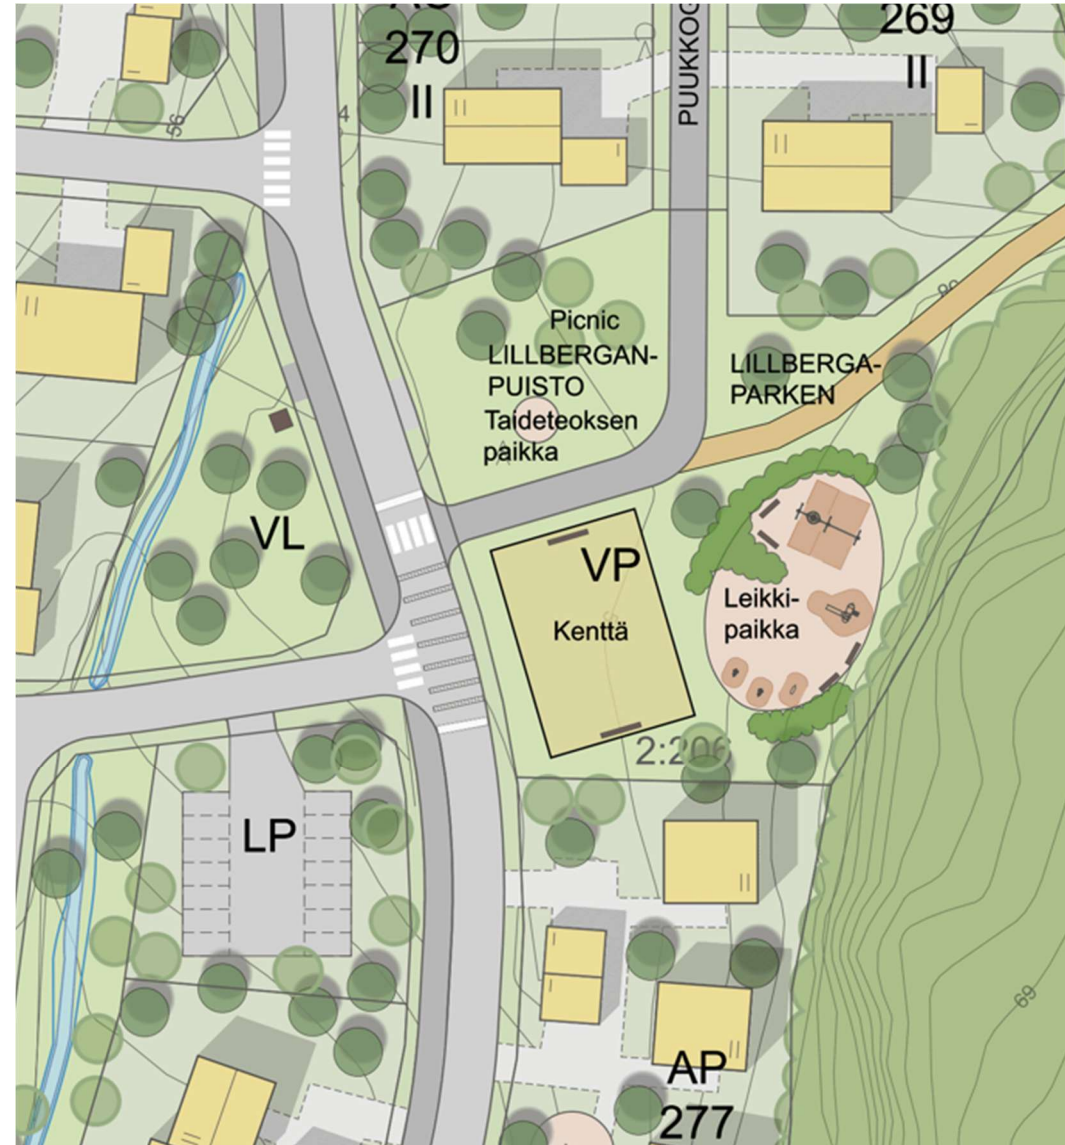 270
II
269
II
PUUKKO
56
4
Picnic
LILLBERGAN-
PUISTO
Taideteoksen
paikka
LILLBERGA-
PARKEN
VL
VP
Kenttä
Leikki-
paikka
2:206
LP
69
AP
277